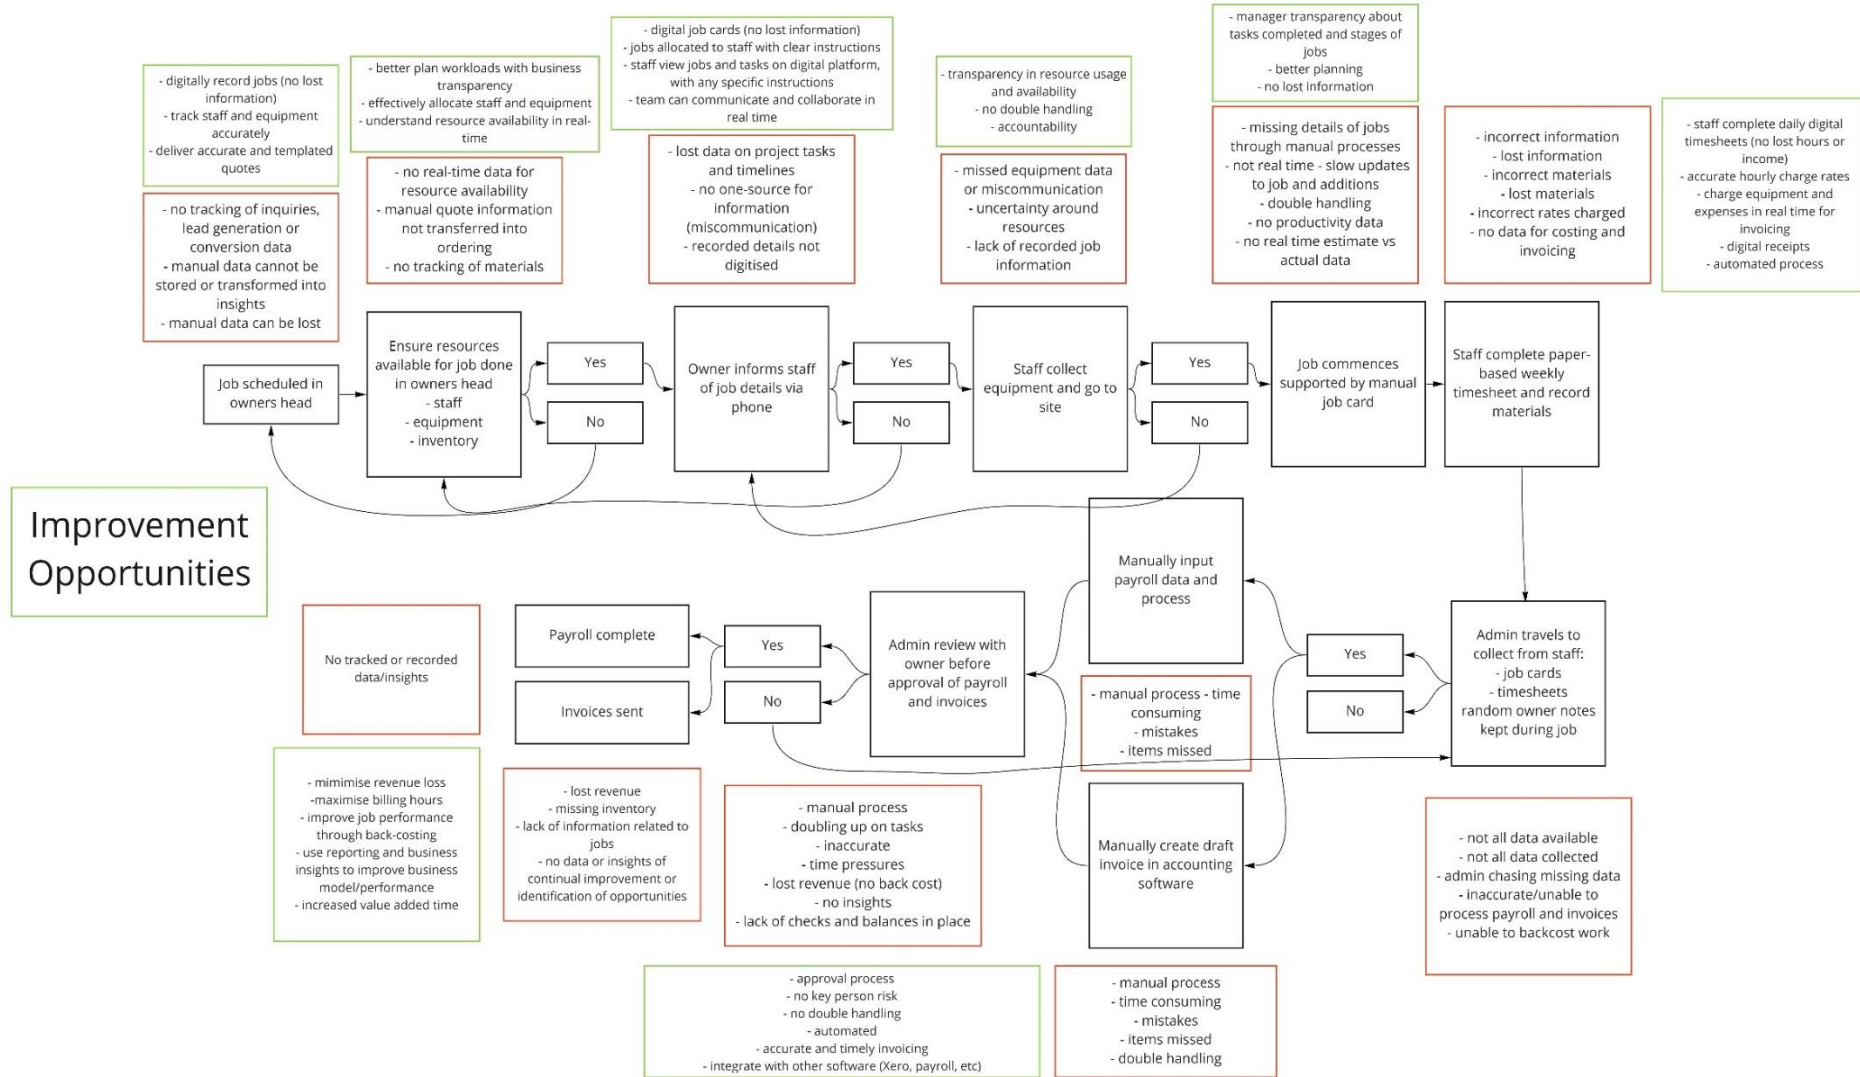 - digitally record jobs (no lost
information)
- track staff and equipment
accurately
- deliver accurate and templated
quotes
- better plan workloads with business
transparency
- effectively allocate staff and equipment
- understand resource availability in real-
time
- digital job cards (no lost information)
- jobs allocated to staff with clear instructions
- staff view jobs and tasks on digital platform,
with any specific instructions
- team can communicate and collaborate in
real time
- transparency in resource usage
and availability
- no double handling
- accountability
- manager transparency about
tasks completed and stages of
jobs
- better planning
- no lost information
- staff complete daily digital
timesheets (no lost hours or
income)
- accurate hourly charge rates
- charge equipment and
expenses in real time for
invoicing
- digital receipts
- automated process
- no tracking of inquiries,
lead generation or
conversion data
- manual data cannot be
stored or transformed into
insights
- manual data can be lost
- no real-time data for
resource availability
- manual quote information
not transferred into
ordering
- no tracking of materials
- lost data on project tasks
and timelines
- no one-source for
information
(miscommunication)
- recorded details not
digitised
- missed equipment data
or miscommunication
- uncertainty around
resources
- lack of recorded job
information
- missing details of jobs
through manual processes
- not real time - slow updates
to job and additions
- double handling
- no productivity data
- no real time estimate vs
actual data
- incorrect information
- lost information
- incorrect materials
- lost materials
- incorrect rates charged
- no data for costing and
invoicing
Job scheduled in
owners head
Ensure resources
available for job done
in owners head
- staff
- equipment
- inventory
Yes
No
Owner informs staff
of job details via
phone
Yes
No
Staff collect
equipment and go to
site
Yes
No
Job commences
supported by manual
job card
Staff complete paper-
based weekly
timesheet and record
materials
Improvement
Opportunities
Admin travels to
collect from staff:
- job cards
- timesheets
random owner notes
kept during job
Yes
No
Manually input
payroll data and
process
- manual process - time
consuming
- mistakes
- items missed
Manually create draft
invoice in accounting
software
Admin review with
owner before
approval of payroll
and invoices
Yes
No
Payroll complete
Invoices sent
No tracked or recorded
data/insights
- mimimise revenue loss
-maximise billing hours
- improve job performance
through back-costing
- use reporting and business
insights to improve business
model/performance
- increased value added time
- lost revenue
- missing inventory
- lack of information related to
jobs
- no data or insights of
continual improvement or
identification of opportunities
- manual process
- doubling up on tasks
- inaccurate
- time pressures
- lost revenue (no back cost)
- no insights
- lack of checks and balances in place
- not all data available
- not all data collected
- admin chasing missing data
- inaccurate/unable to
process payroll and invoices
- unable to backcost work
- approval process
- no key person risk
- no double handling
- automated
- accurate and timely invoicing
- integrate with other software (Xero, payroll, etc)
- manual process
- time consuming
- mistakes
- items missed
- double handling